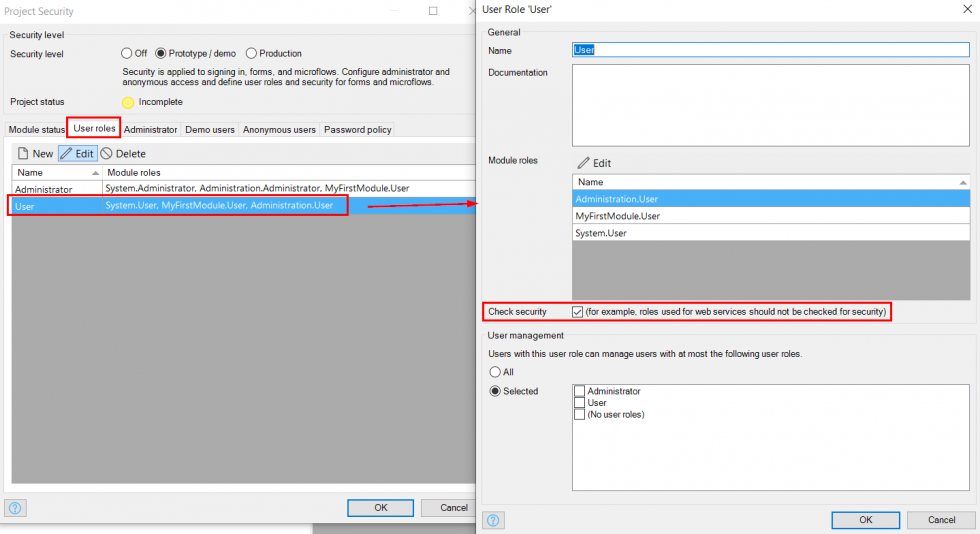 Project Security
Security level
Security level
Off
Prototype / demo
Production
Security is applied to signing in, forms, and microflows. Configure administrator and
anonymous access and define user roles and security for forms and microflows.
Project status
Incomplete
Module status
User roles
Administrator
Demo users
Anonymous users
Password policy
New
Edit
Delete
Name
Module roles
Administrator
System.Administrator, Administration.Administrator, MyFirstModule.User
User
System.User, MyFirstModule.User, Administration.User
OK
Cancel
User Role 'User'
General
Name
User
Documentation
Module roles
Edit
Name
Administration.User
MyFirstModule.User
System.User
Check security
(for example, roles used for web services should not be checked for security)
User management
Users with this user role can manage users with at most the following user roles.
All
Selected
Administrator
User
(No user roles)
OK
Cancel